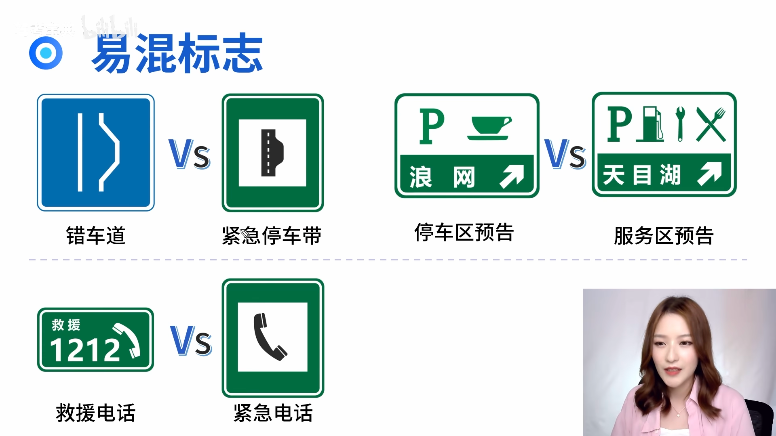 易混标志
Vs
P
浪网
错车道
紧急停车带
停车区预告
Vs
P
天目湖
服务区预告
救援
1212
Vs
救援电话
紧急电话